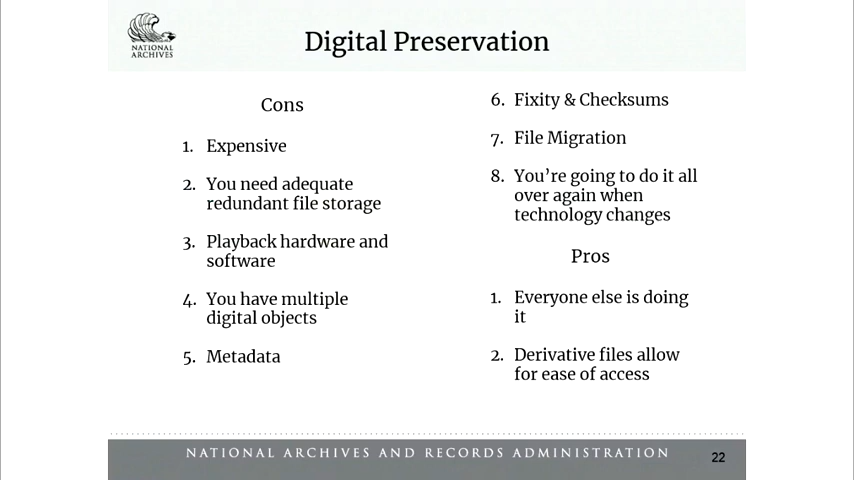 NATIONAL
ARCHIVES
Digital Preservation
Cons
1. Expensive
2. You need adequate
redundant file storage
3. Playback hardware and
software
4. You have multiple
digital objects
5. Metadata
6. Fixity & Checksums
7. File Migration
8. You’re going to do it all
over again when
technology changes
Pros
1. Everyone else is doing
it
2. Derivative files allow
for ease of access
NATIONAL ARCHIVES AND RECORDS ADMINISTRATION
22